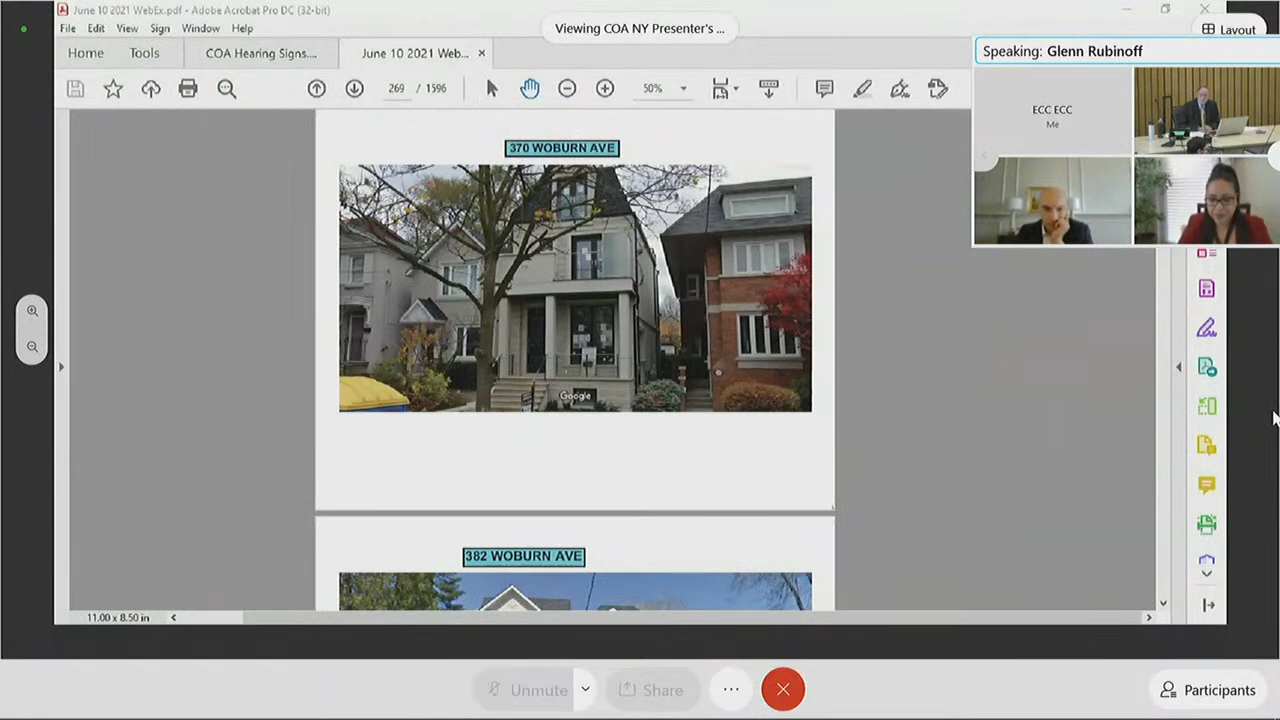 June 10 2021 WebEx.pdf - Adobe Acrobat Pro DC (32-bit)
File Edit View Sign Window Help
Viewing COA NY Presenter's ...
Layout
Home Tools COA Hearing Signs.... June 10 2021 Web... ×
Speaking: Glenn Rubinoff
269 / 1596
50%
ECC ECC
Me
370 WOBURN AVE
Google
382 WOBURN AVE
11.00 x 8.50 in
Unmute
Share
Participants